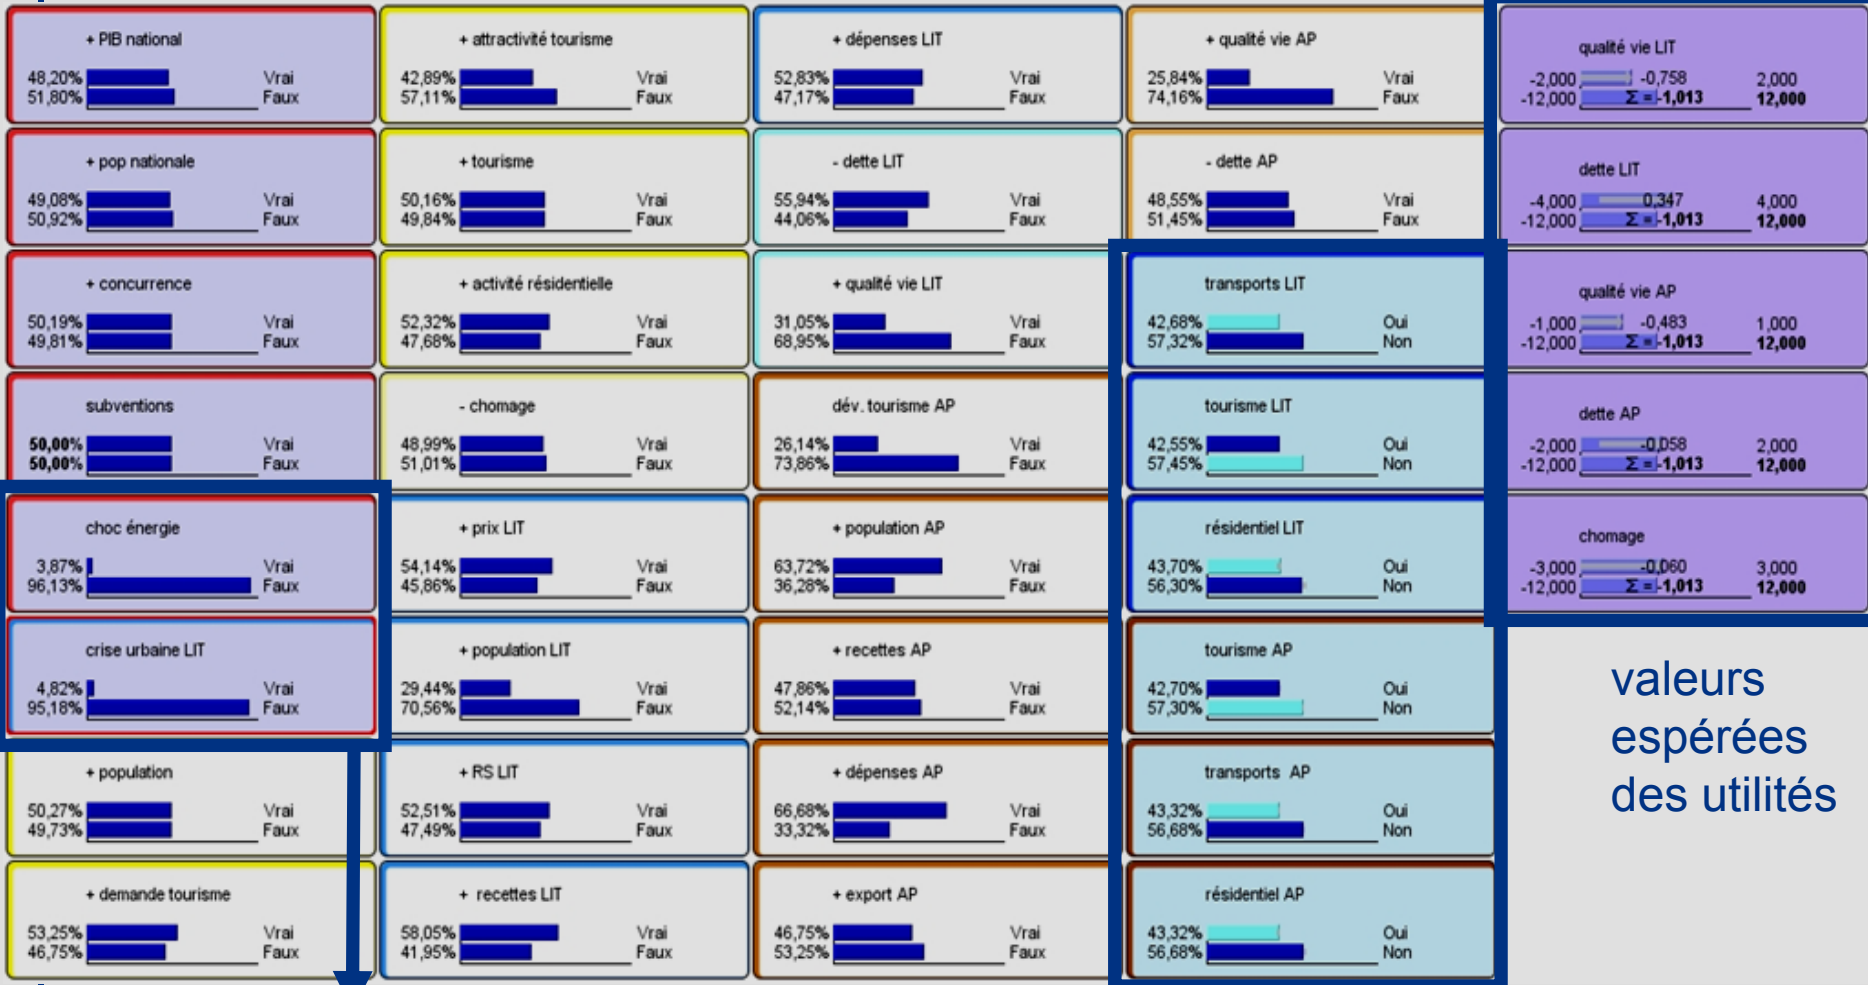 + PIB national
48,20% Vrai
51,80% Faux
+ pop nationale
49,08% Vrai
50,92% Faux
+ concurrence
50,19% Vrai
49,81% Faux
subventions
50,00% Vrai
50,00% Faux
choc énergie
3,87% Vrai
96,13% Faux
crise urbaine LIT
4,82% Vrai
95,18% Faux
+ population
50,27% Vrai
49,73% Faux
+ demande tourisme
53,25% Vrai
46,75% Faux
+ attractivité tourisme
42,89% Vrai
57,11% Faux
+ tourisme
50,16% Vrai
49,84% Faux
+ activité résidentielle
52,32% Vrai
47,68% Faux
- chomage
48,99% Vrai
51,01% Faux
+ prix LIT
54,14% Vrai
45,86% Faux
+ population LIT
29,44% Vrai
70,56% Faux
+ RS LIT
52,51% Vrai
47,49% Faux
+ recettes LIT
58,05% Vrai
41,95% Faux
+ dépenses LIT
52,83% Vrai
47,17% Faux
- dette LIT
55,94% Vrai
44,06% Faux
+ qualité vie LIT
31,05% Vrai
68,95% Faux
dév. tourisme AP
26,14% Vrai
73,86% Faux
+ population AP
63,72% Vrai
36,28% Faux
+ recettes AP
47,86% Vrai
52,14% Faux
+ dépenses AP
66,68% Vrai
33,32% Faux
+ export AP
46,75% Vrai
53,25% Faux
+ qualité vie AP
25,84% Vrai
74,16% Faux
- dette AP
48,55% Vrai
51,45% Faux
transports LIT
42,68% Oui
57,32% Non
tourisme LIT
42,55% Oui
57,45% Non
résidentiel LIT
43,70% Oui
56,30% Non
tourisme AP
42,70% Oui
57,30% Non
transports AP
43,32% Oui
56,68% Non
résidentiel AP
43,32% Oui
56,68% Non
qualité vie LIT
-2,000 -0,758 2,000
-12,000 Σ = -1,013 12,000
dette LIT
-4,000 0,347 4,000
-12,000 Σ = -1,013 12,000
qualité vie AP
-1,000 -0,483 1,000
-12,000 Σ = -1,013 12,000
dette AP
-2,000 -0,058 2,000
-12,000 Σ = -1,013 12,000
chomage
-3,000 -0,060 3,000
-12,000 Σ = -1,013 12,000
valeurs
espérées
des utilités